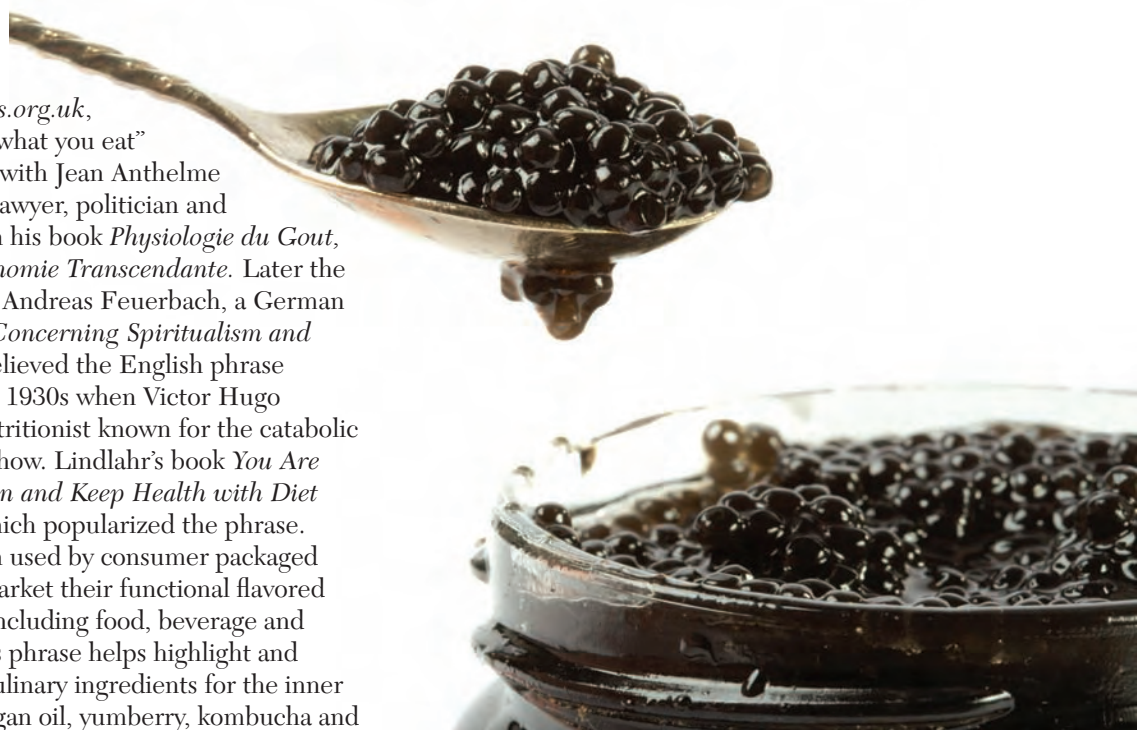 s.org.uk,
what you eat”
with Jean Anthelme
awyer, politician and
his book Physiologie du Gout,
nomie Transcendante. Later the
Andreas Feuerbach, a German
Concerning Spiritualism and
elieved the English phrase
1930s when Victor Hugo
tritionist known for the catabolic
how. Lindlahr’s book You Are
n and Keep Health with Diet
hich popularized the phrase.
used by consumer packaged
arket their functional flavored
ncluding food, beverage and
s phrase helps highlight and
ulinary ingredients for the inner
gan oil, yumberry, kombucha and